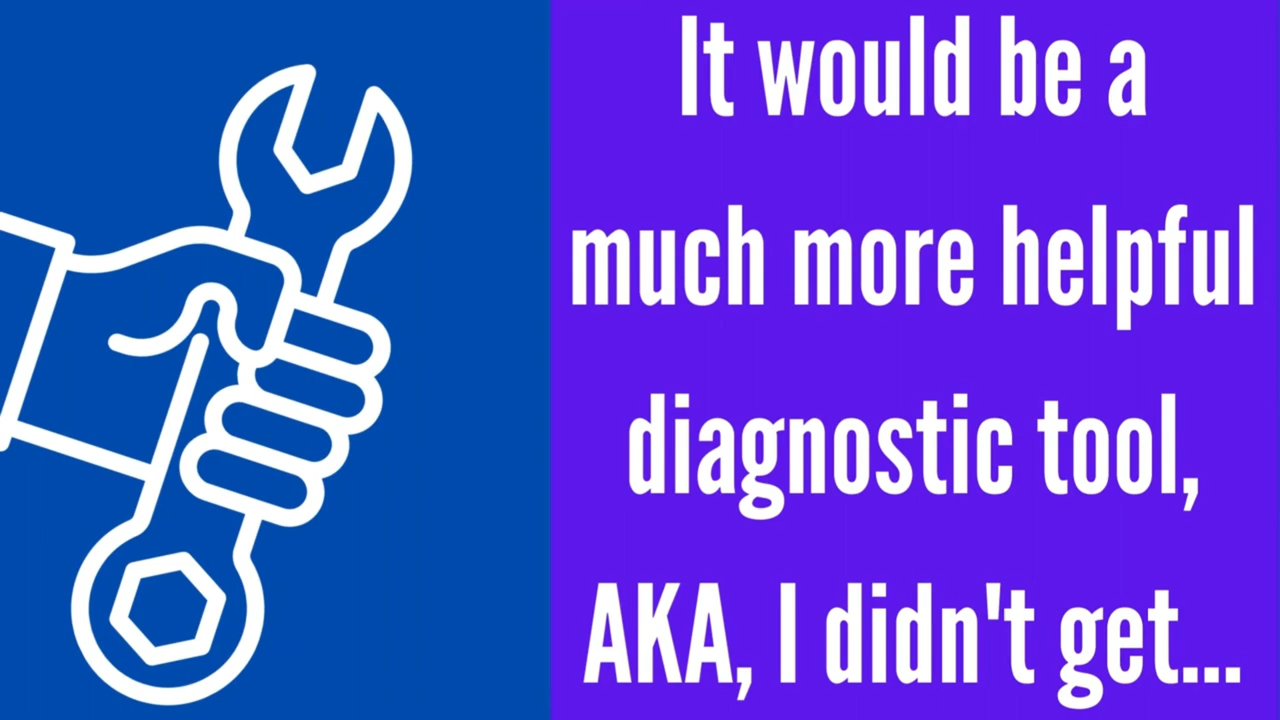 It would be a
much more helpful
diagnostic tool,
AKA, I didn't get...